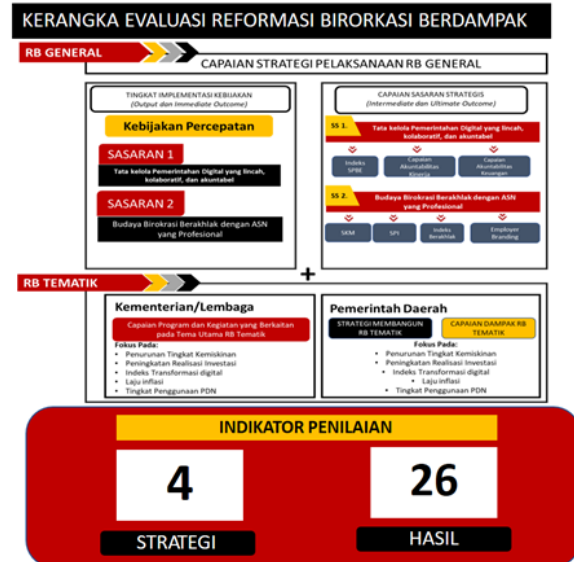 KERANGKA EVALUASI REFORMASI BIRORKASI BERDAMPAK
RB GENERAL
CAPAIAN STRATEGI PELAKSANAAN RB GENERAL
TINGKAT IMPLEMENTASI KEBIJAKAN
(Output dan Immediate Outcome)
Kebijakan Percepatan
SASARAN 1
Tata kelola Pemerintahan Digital yang lincah,
kolaboratif, dan akuntabel
SASARAN 2
Budaya Birokrasi Berakhlak dengan ASN
yang Profesional
CAPAIAN SASARAN STRATEGIS
(Intermediate dan Ultimate Outcome)
SS 1.
Tata kelola Pemerintahan Digital yang lincah,
kolaboratif, dan akuntabel
Indeks
SPBE
Capaian
Akuntabilitas
Kinerja
Capaian
Akuntabilitas
Keuangan
SS 2.
Budaya Birokrasi Berakhlak dengan ASN
yang Profesional
SKM
SPI
Indeks
Berakhlak
Employer
Branding
+
RB TEMATIK
Kementerian/Lembaga
Capaian Program dan Kegiatan yang Berkaitan
pada Tema Utama RB Tematik
Fokus Pada:
• Penurunan Tingkat Kemiskinan
• Peningkatan Realisasi Investasi
• Indeks Transformasi digital
• Laju inflasi
• Tingkat Penggunaan PDN
Pemerintah Daerah
STRATEGI MEMBANGUN
RB TEMATIK
CAPAIAN DAMPAK RB
TEMATIK
Fokus Pada:
• Penurunan Tingkat Kemiskinan
• Peningkatan Realisasi Investasi
• Indeks Transformasi digital
• Laju inflasi
• Tingkat Penggunaan PDN
INDIKATOR PENILAIAN
4
STRATEGI
26
HASIL